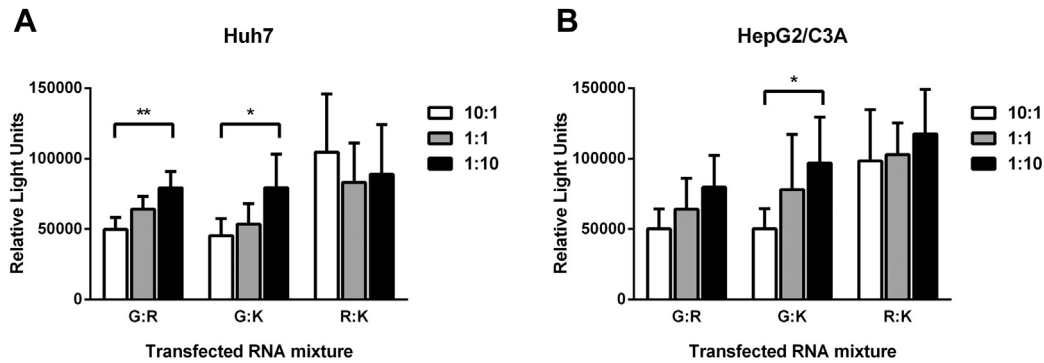 A
Huh7
Relative Light Units
150000
100000
50000
0
**
*
G:R
G:K
R:K
Transfected RNA mixture
10:1
1:1
1:10
B
HepG2/C3A
Relative Light Units
150000
100000
50000
0
*
G:R
G:K
R:K
Transfected RNA mixture
10:1
1:1
1:10